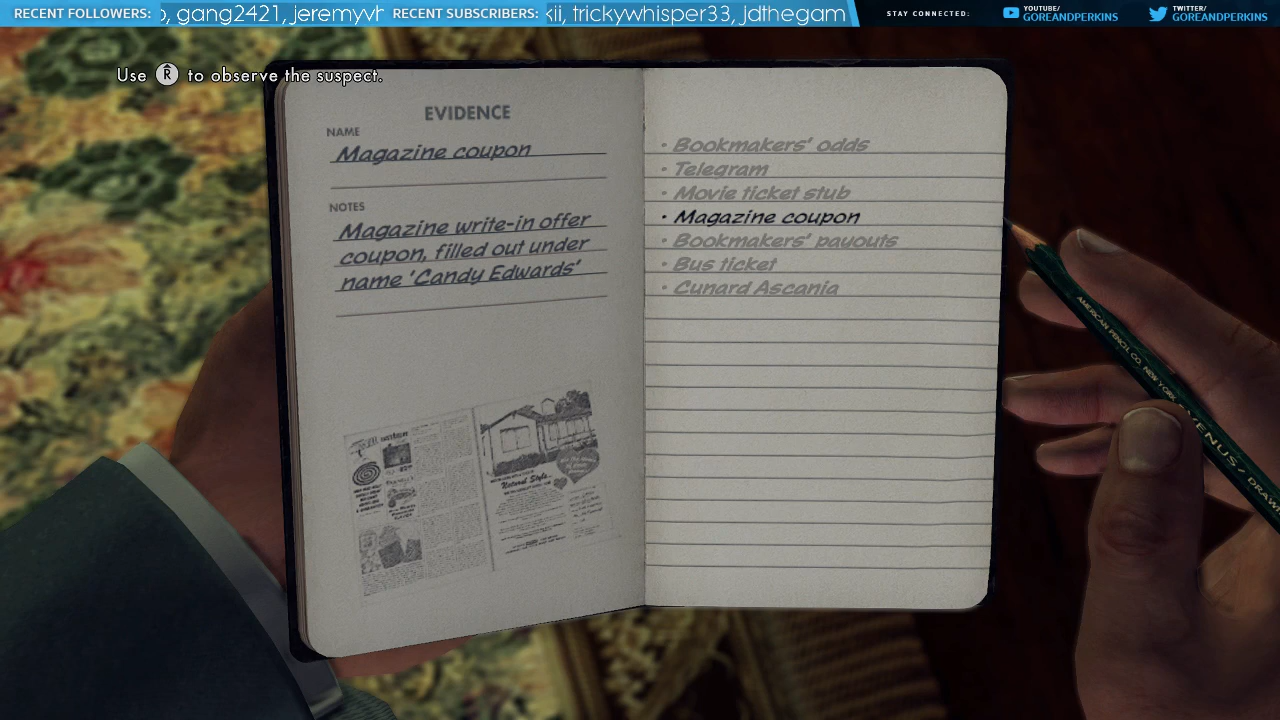 RECENT FOLLOWERS:
gang2421, jeremyvh
RECENT SUBSCRIBERS:
trickywhisper33, jdthegam
STAY CONNECTED:
YOUTUBE/
GOREANDPERKINS
TWITTER/
GOREANDPERKINS
Use R to observe the suspect.
EVIDENCE
NAME
Magazine coupon
NOTES
Magazine write-in offer
coupon, filled out under
name 'Candy Edwards'
Natural Style
• Bookmakers' odds
• Telegram
• Movie ticket stub
• Magazine coupon
• Bookmakers' payouts
• Bus ticket
• Cunard Ascania
AMERICAN PENCIL CO. NEW YORK
VENUS